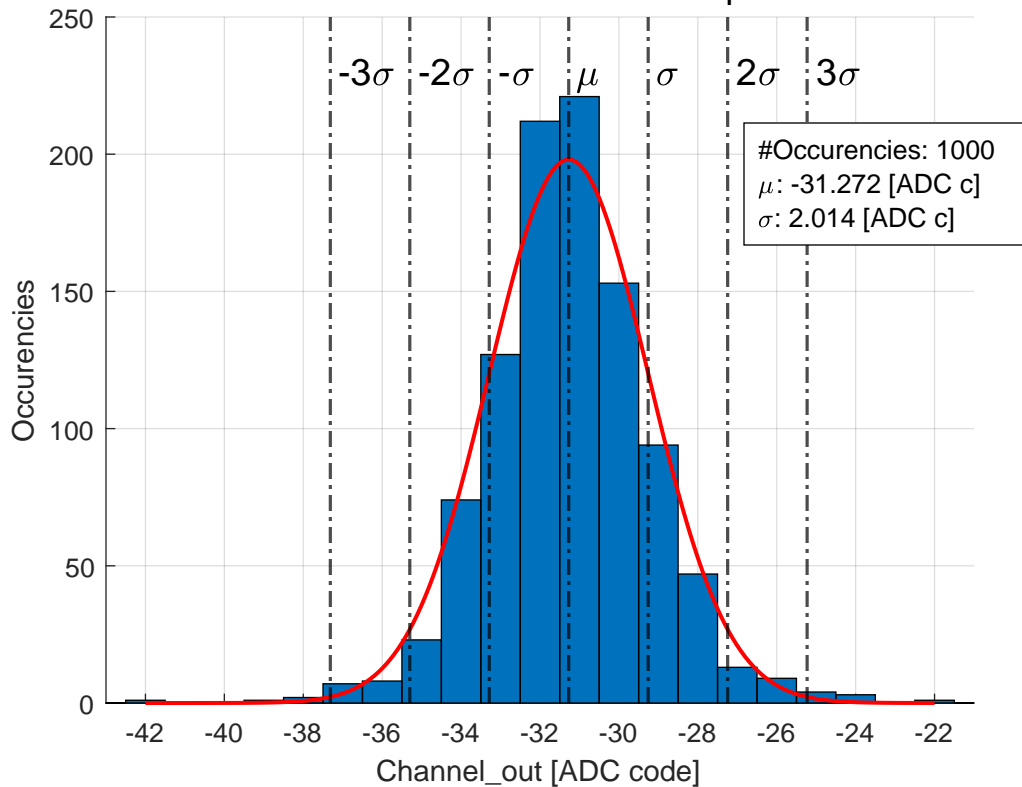 250
200
150
100
50
0
-3σ
-2σ
-σ
μ
σ
2σ
3σ
#Occurencies: 1000
μ: -31.272 [ADC c]
σ: 2.014 [ADC c]
Occurencies
-42
-40
-38
-36
-34
-32
-30
-28
-26
-24
-22
Channel_out [ADC code]